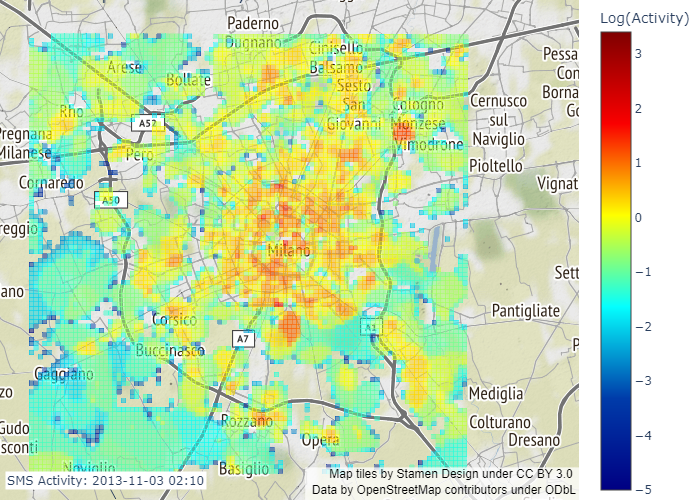 Paderno
Dugnano
Cinisello
Balsamo
Log(Activity)
Arese
Bollate
Sesto
San
Giovanni
Pessa
Con
Borna
Go
Rho
A52
Cologno
Monzese
Cernusco
sul
Naviglio
Pregnana
Milanese
Pero
Vimodrone
Pioltello
Cornaredo
Vignat
A50
reggio
Milano
Sett
ano
Pantigliate
Corsico
A1
A7
Buccinasco
P
Gaggiano
Mediglia
zo
Rozzano
Colturano
Gudo
Opera
Dresano
sconti
Noviglio
Basiglio
SMS Activity: 2013-11-03 02:10
Map tiles by Stamen Design under CC BY 3.0
Data by OpenStreetMap contributors under ODbL
3
2
1
0
−1
−2
−3
−4
−5